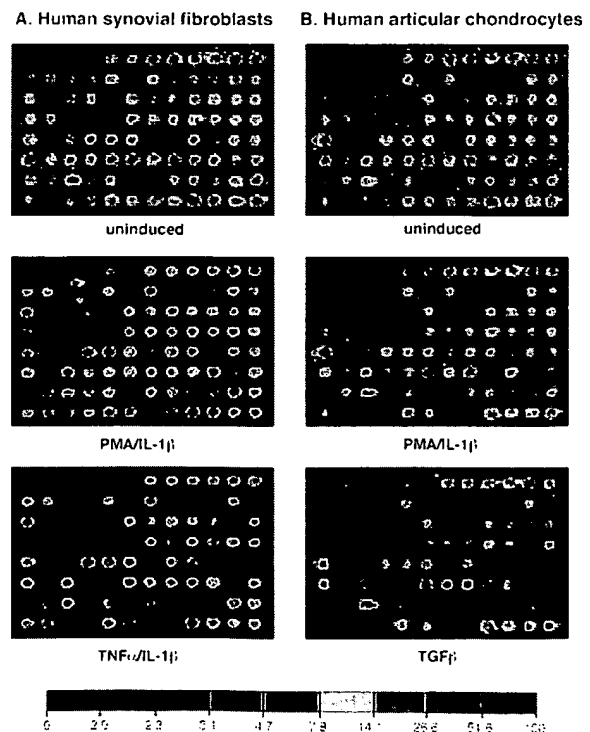 A. Human synovial fibroblasts
B. Human articular chondrocytes
uninduced
uninduced
PMA/IL-1β
PMA/IL-1β
TNFα/IL-1β
TGFβ